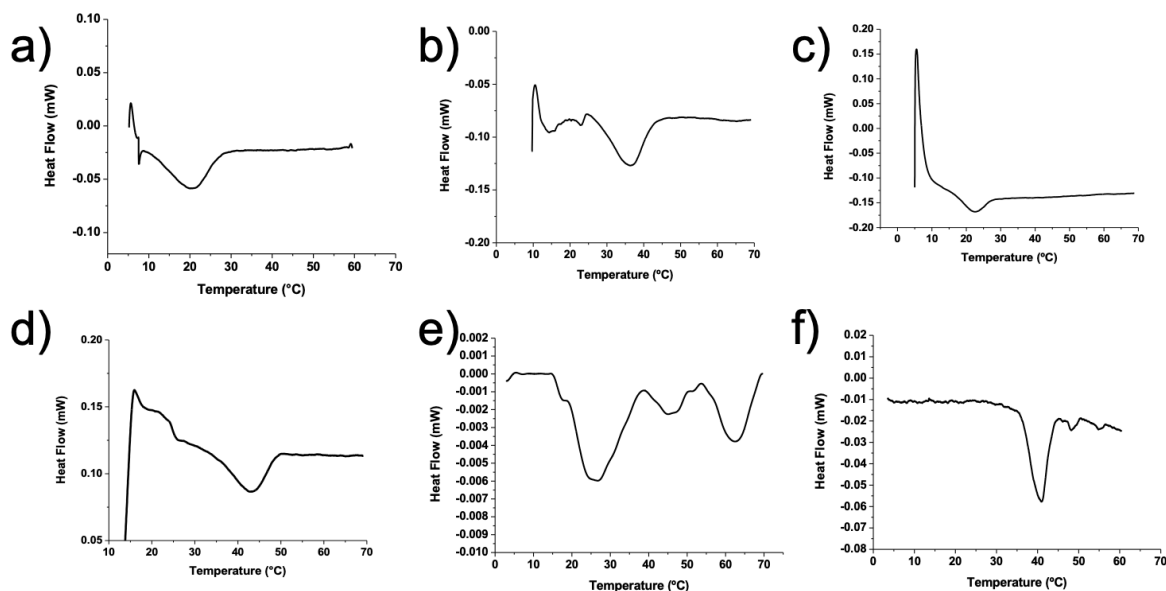 a)
0.10
0.05
0.00
-0.05
-0.10
Heat Flow (mW)
0 10 20 30 40 50 60 70
Temperature (°C)
b)
0.00
-0.05
-0.10
-0.15
-0.20
Heat Flow (mW)
0 10 20 30 40 50 60 70
Temperature (°C)
c)
0.20
0.15
0.10
0.05
0.00
-0.05
-0.10
-0.15
-0.20
Heat Flow (mW)
0 10 20 30 40 50 60 70
Temperature (°C)
d)
0.20
0.15
0.10
0.05
Heat Flow (mW)
10 20 30 40 50 60 70
Temperature (ºC)
e)
0.002
0.001
0.000
-0.001
-0.002
-0.003
-0.004
-0.005
-0.006
-0.007
-0.008
-0.009
-0.010
Heat Flow (mW)
0 10 20 30 40 50 60 70
Temperature (ºC)
f)
0.02
0.01
0.00
-0.01
-0.02
-0.03
-0.04
-0.05
-0.06
-0.07
-0.08
Heat Flow (mW)
0 10 20 30 40 50 60 70
Temperature (ºC)